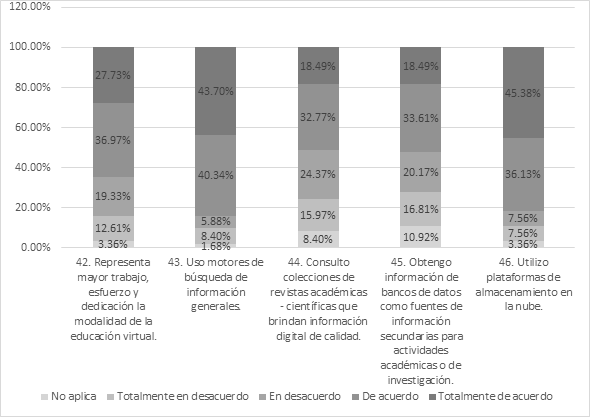 120.00%
100.00%
80.00%
60.00%
40.00%
20.00%
0.00%
27.73%
36.97%
19.33%
12.61%
3.36%
43.70%
40.34%
5.88%
8.40%
1.68%
18.49%
32.77%
24.37%
15.97%
8.40%
18.49%
33.61%
20.17%
16.81%
10.92%
45.38%
36.13%
7.56%
7.56%
3.36%
42. Representa
mayor trabajo,
esfuerzo y
dedicación la
modalidad de la
educación virtual.
43. Uso motores de
búsqueda de
información
generales.
44. Consulto
colecciones de
revistas académicas
- científicas que
brindan información
digital de calidad.
45. Obtengo
información de
bancos de datos
como fuentes de
información
secundarias para
actividades
académicas o de
investigación.
46. Utilizo
plataformas de
almacenamiento en
la nube.
No aplica
Totalmente en desacuerdo
En desacuerdo
De acuerdo
Totalmente de acuerdo